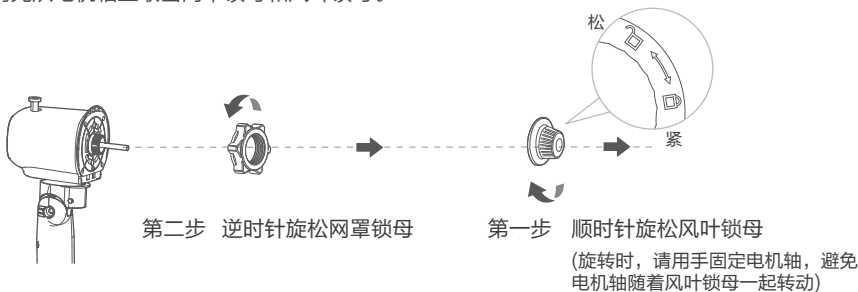 松
紧
第二步 逆时针旋松网罩锁母
第一步 顺时针旋松风叶锁母
(旋转时，请用手固定电机轴，避免
电机轴随着风叶锁母一起转动)